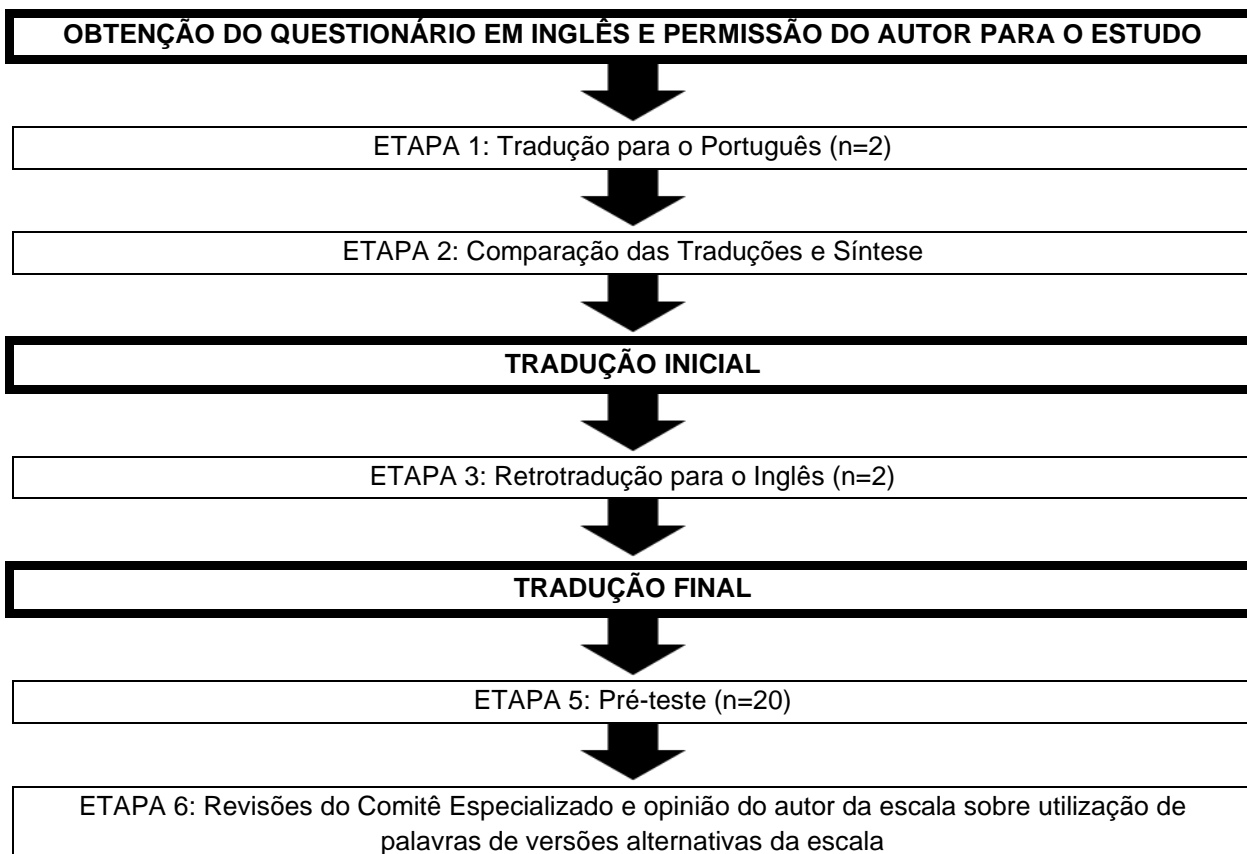 OBTENÇÃO DO QUESTIONÁRIO EM INGLÊS E PERMISSÃO DO AUTOR PARA O ESTUDO
ETAPA 1: Tradução para o Português (n=2)
ETAPA 2: Comparação das Traduções e Síntese
TRADUÇÃO INICIAL
ETAPA 3: Retrotradução para o Inglês (n=2)
TRADUÇÃO FINAL
ETAPA 5: Pré-teste (n=20)
ETAPA 6: Revisões do Comitê Especializado e opinião do autor da escala sobre utilização de
palavras de versões alternativas da escala